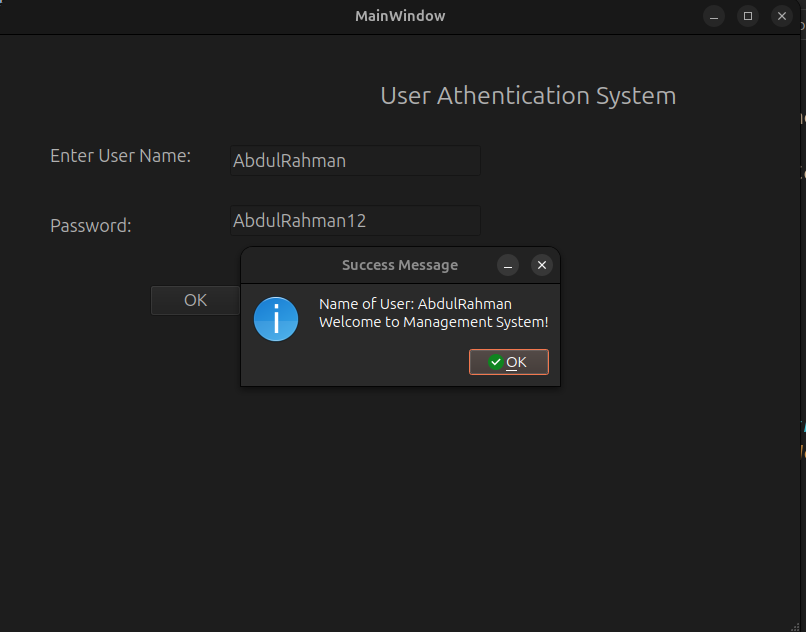 MainWindow
User Athentication System
Enter User Name:
AbdulRahman
Password:
AbdulRahman12
OK
Success Message
Name of User: AbdulRahman
Welcome to Management System!
OK